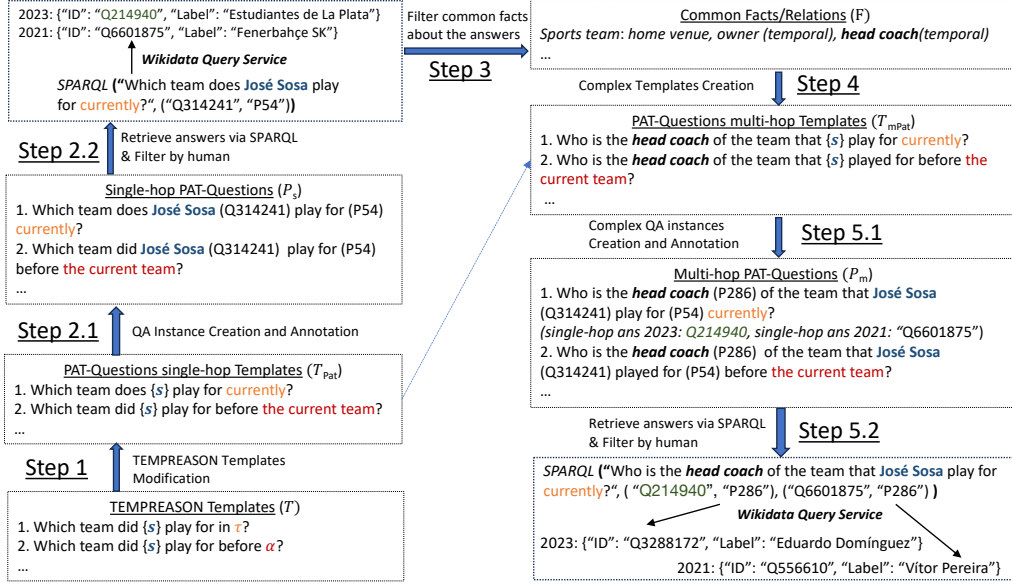 2023: {“ID”: “Q214940”, “Label”: “Estudiantes de La Plata”}
2021: {“ID”: “Q6601875”, “Label”: “Fenerbahçe SK”}
Wikidata Query Service
SPARQL (“Which team does José Sosa play
for currently?“, (“Q314241”, “P54”))
Step 2.2
Retrieve answers via SPARQL
& Filter by human
Single-hop PAT-Questions (Ps)
1. Which team does José Sosa (Q314241) play for (P54)
currently?
2. Which team did José Sosa (Q314241) play for (P54)
before the current team?
...
Step 2.1
QA Instance Creation and Annotation
PAT-Questions single-hop Templates (TPat)
1. Which team does {s} play for currently?
2. Which team did {s} play for before the current team?
...
Step 1
TEMPREASON Templates
Modification
TEMPREASON Templates (T)
1. Which team did {s} play for in τ?
2. Which team did {s} play for before α?
...
Filter common facts
about the answers
Step 3
Common Facts/Relations (F)
Sports team: home venue, owner (temporal), head coach(temporal)
...
Complex Templates Creation
Step 4
PAT-Questions multi-hop Templates (TmPat)
1. Who is the head coach of the team that {s} play for currently?
2. Who is the head coach of the team that {s} played for before the
current team?
...
Complex QA instances
Creation and Annotation
Step 5.1
Multi-hop PAT-Questions (Pm)
1. Who is the head coach (P286) of the team that José Sosa
(Q314241) play for (P54) currently?
(single-hop ans 2023: Q214940, single-hop ans 2021: “Q6601875”)
2. Who is the head coach (P286) of the team that José Sosa
(Q314241) played for (P54) before the current team?
...
Retrieve answers via SPARQL
& Filter by human
Step 5.2
SPARQL (“Who is the head coach of the team that José Sosa play for
currently?“, ( “Q214940”, “P286”), (“Q6601875”, “P286”) )
Wikidata Query Service
2023: {“ID”: “Q3288172”, “Label”: “Eduardo Domínguez”}
2021: {“ID”: “Q556610”, “Label”: “Vítor Pereira”}